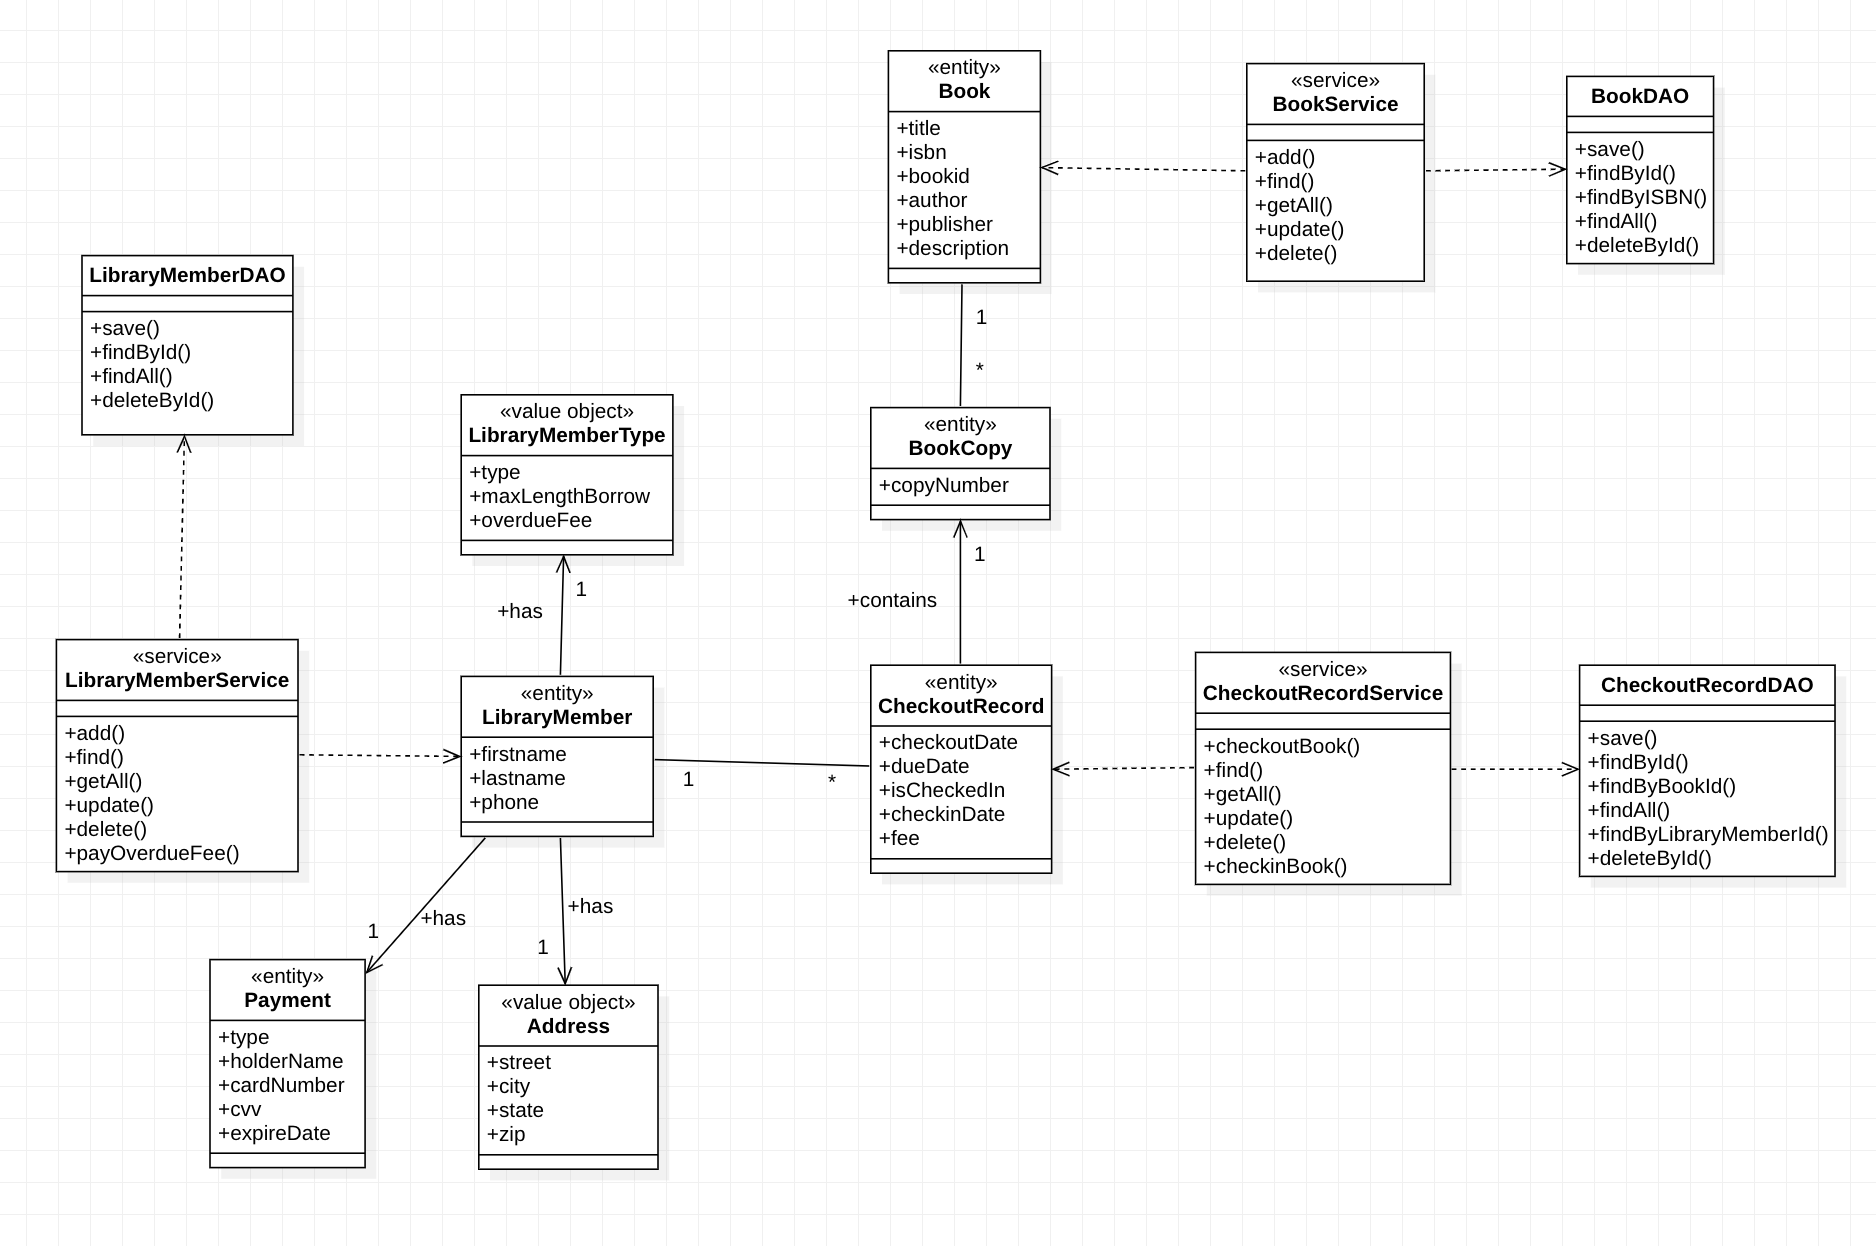 «entity»
Book
+title
+isbn
+bookid
+author
+publisher
+description
«service»
BookService
+add()
+find()
+getAll()
+update()
+delete()
BookDAO
+save()
+findById()
+findByISBN()
+findAll()
+deleteById()
LibraryMemberDAO
+save()
+findById()
+findAll()
+deleteById()
1
*
«value object»
LibraryMemberType
+type
+maxLengthBorrow
+overdueFee
«entity»
BookCopy
+copyNumber
1
+has
1
+contains
«service»
LibraryMemberService
+add()
+find()
+getAll()
+update()
+delete()
+payOverdueFee()
«entity»
LibraryMember
+firstname
+lastname
+phone
1
*
«entity»
CheckoutRecord
+checkoutDate
+dueDate
+isCheckedIn
+checkinDate
+fee
«service»
CheckoutRecordService
+checkoutBook()
+find()
+getAll()
+update()
+delete()
+checkinBook()
CheckoutRecordDAO
+save()
+findById()
+findByBookId()
+findAll()
+findByLibraryMemberId()
+deleteById()
1
+has
+has
1
«entity»
Payment
+type
+holderName
+cardNumber
+cvv
+expireDate
«value object»
Address
+street
+city
+state
+zip